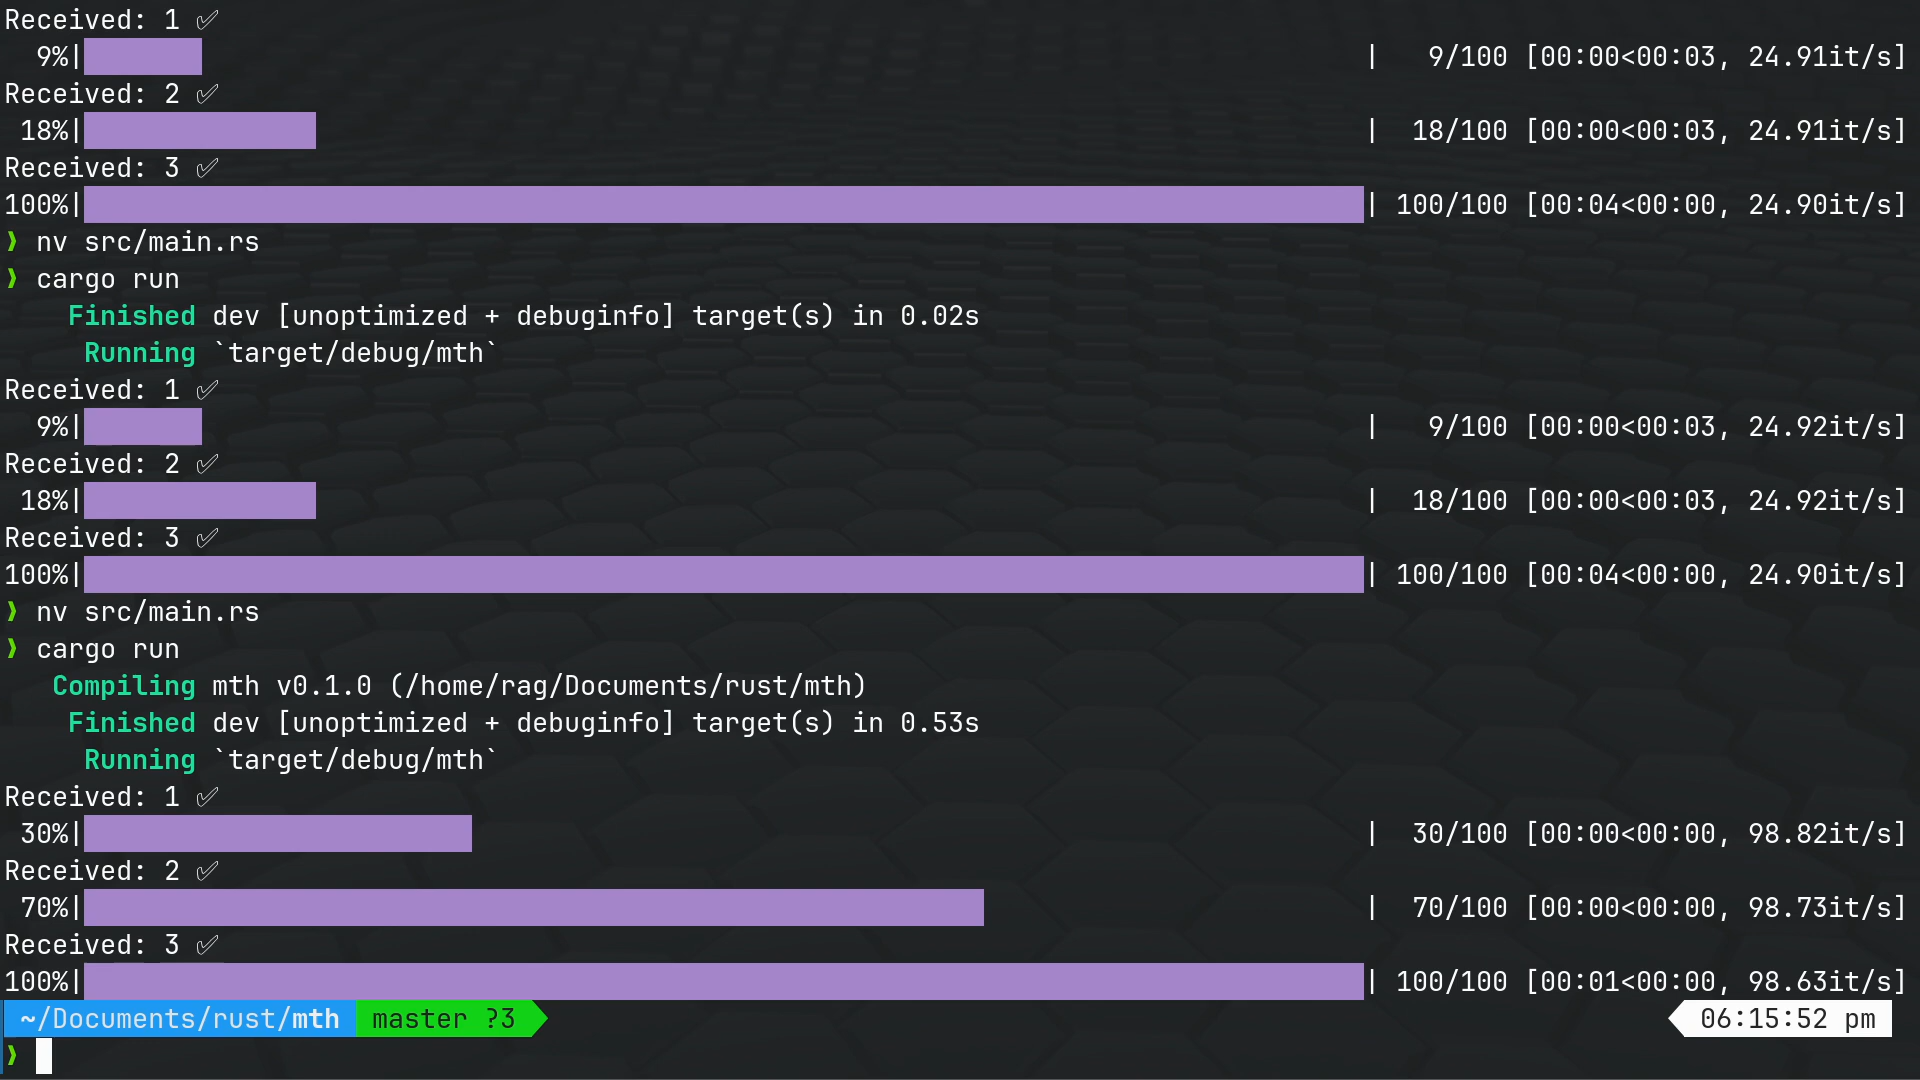 Received: 1 ✅
9%| | 9/100 [00:00<00:03, 24.91it/s]
Received: 2 ✅
18%| | 18/100 [00:00<00:03, 24.91it/s]
Received: 3 ✅
100%| | 100/100 [00:04<00:00, 24.90it/s]
❱ nv src/main.rs
❱ cargo run
Finished dev [unoptimized + debuginfo] target(s) in 0.02s
Running `target/debug/mth`
Received: 1 ✅
9%| | 9/100 [00:00<00:03, 24.92it/s]
Received: 2 ✅
18%| | 18/100 [00:00<00:03, 24.92it/s]
Received: 3 ✅
100%| | 100/100 [00:04<00:00, 24.90it/s]
❱ nv src/main.rs
❱ cargo run
Compiling mth v0.1.0 (/home/rag/Documents/rust/mth)
Finished dev [unoptimized + debuginfo] target(s) in 0.53s
Running `target/debug/mth`
Received: 1 ✅
30%| | 30/100 [00:00<00:00, 98.82it/s]
Received: 2 ✅
70%| | 70/100 [00:00<00:00, 98.73it/s]
Received: 3 ✅
100%| | 100/100 [00:01<00:00, 98.63it/s]
~/Documents/rust/mth master ?3 06:15:52 pm
❱